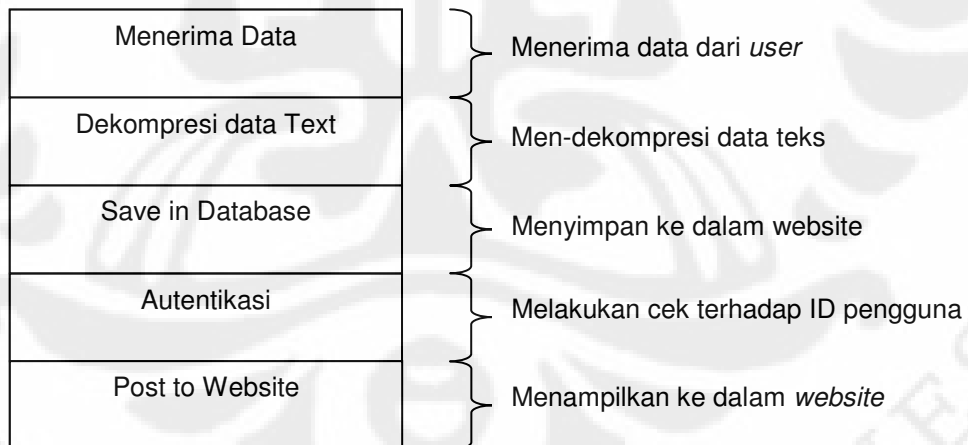 Menerima Data
Menerima data dari user
Dekompresi data Text
Men-dekompresi data teks
Save in Database
Menyimpan ke dalam website
Autentikasi
Melakukan cek terhadap ID pengguna
Post to Website
Menampilkan ke dalam website